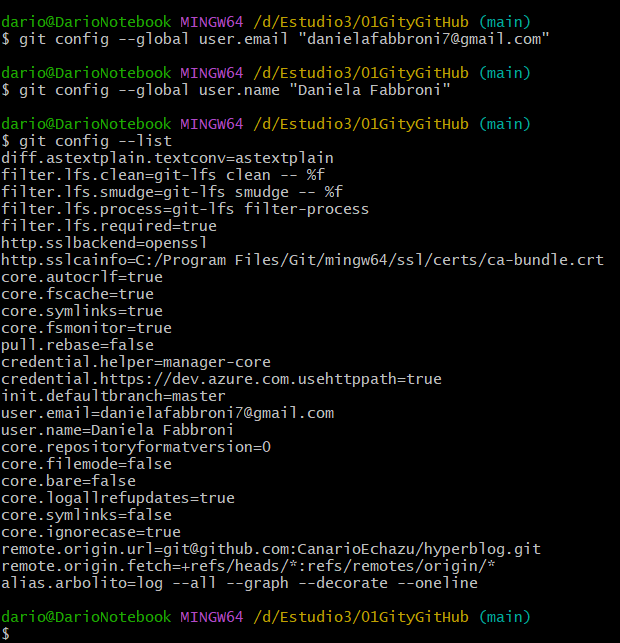 dario@DarioNotebook MINGW64 /d/Estudio3/01GityGitHub (main)
$ git config --global user.email "danielafabbroni7@gmail.com"
dario@DarioNotebook MINGW64 /d/Estudio3/01GityGitHub (main)
$ git config --global user.name "Daniela Fabbroni"
dario@DarioNotebook MINGW64 /d/Estudio3/01GityGitHub (main)
$ git config --list
diff.astextplain.textconv=astextplain
filter.lfs.clean=git-lfs clean -- %f
filter.lfs.smudge=git-lfs smudge -- %f
filter.lfs.process=git-lfs filter-process
filter.lfs.required=true
http.sslbackend=openssl
http.sslcainfo=C:/Program Files/Git/mingw64/ssl/certs/ca-bundle.crt
core.autocrlf=true
core.fscache=true
core.symlinks=true
core.fsmonitor=true
pull.rebase=false
credential.helper=manager-core
credential.https://dev.azure.com.usehttppath=true
init.defaultbranch=master
user.email=danielafabbroni7@gmail.com
user.name=Daniela Fabbroni
core.repositoryformatversion=0
core.filemode=false
core.bare=false
core.logallrefupdates=true
core.symlinks=false
core.ignorecase=true
remote.origin.url=git@github.com:CanarioEchazu/hyperblog.git
remote.origin.fetch=+refs/heads/*:refs/remotes/origin/*
alias.arbolito=log --all --graph --decorate --oneline
dario@DarioNotebook MINGW64 /d/Estudio3/01GityGitHub (main)
$